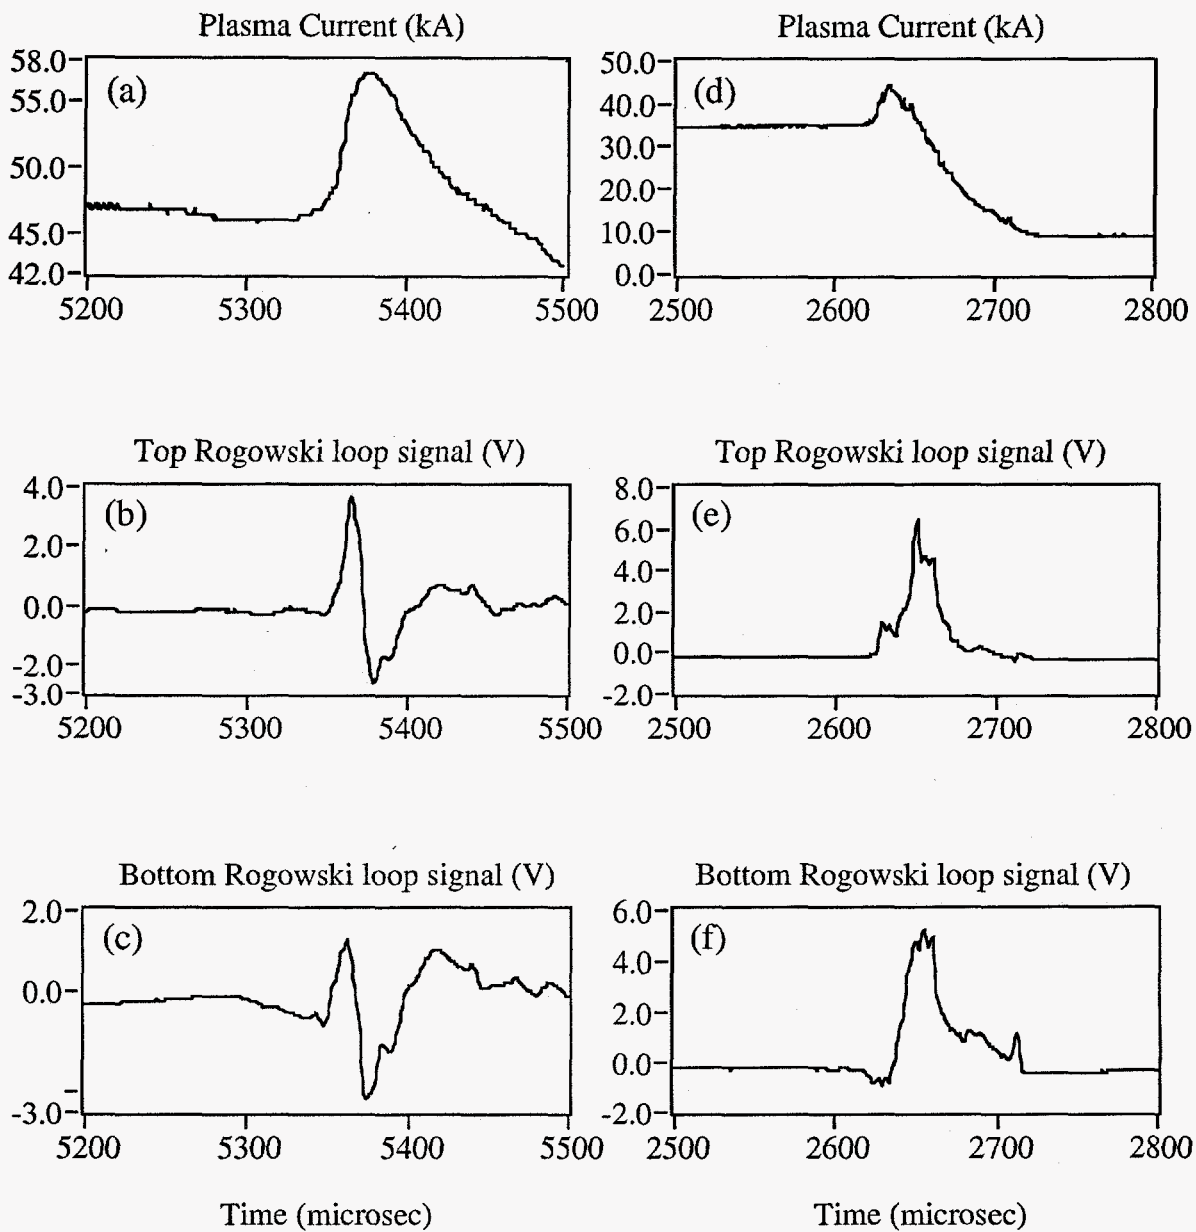 Plasma Current (kA)
58.0
55.0
50.0
45.0
42.0
(a)
5200 5300 5400 5500
Plasma Current (kA)
50.0
40.0
30.0
20.0
10.0
0.0
(d)
2500 2600 2700 2800
Top Rogowski loop signal (V)
4.0
2.0
0.0
-2.0
-3.0
(b)
5200 5300 5400 5500
Top Rogowski loop signal (V)
8.0
6.0
4.0
2.0
0.0
-2.0
(e)
2500 2600 2700 2800
Bottom Rogowski loop signal (V)
2.0
0.0
-3.0
(c)
5200 5300 5400 5500
Time (microsec)
Bottom Rogowski loop signal (V)
6.0
4.0
2.0
0.0
-2.0
(f)
2500 2600 2700 2800
Time (microsec)